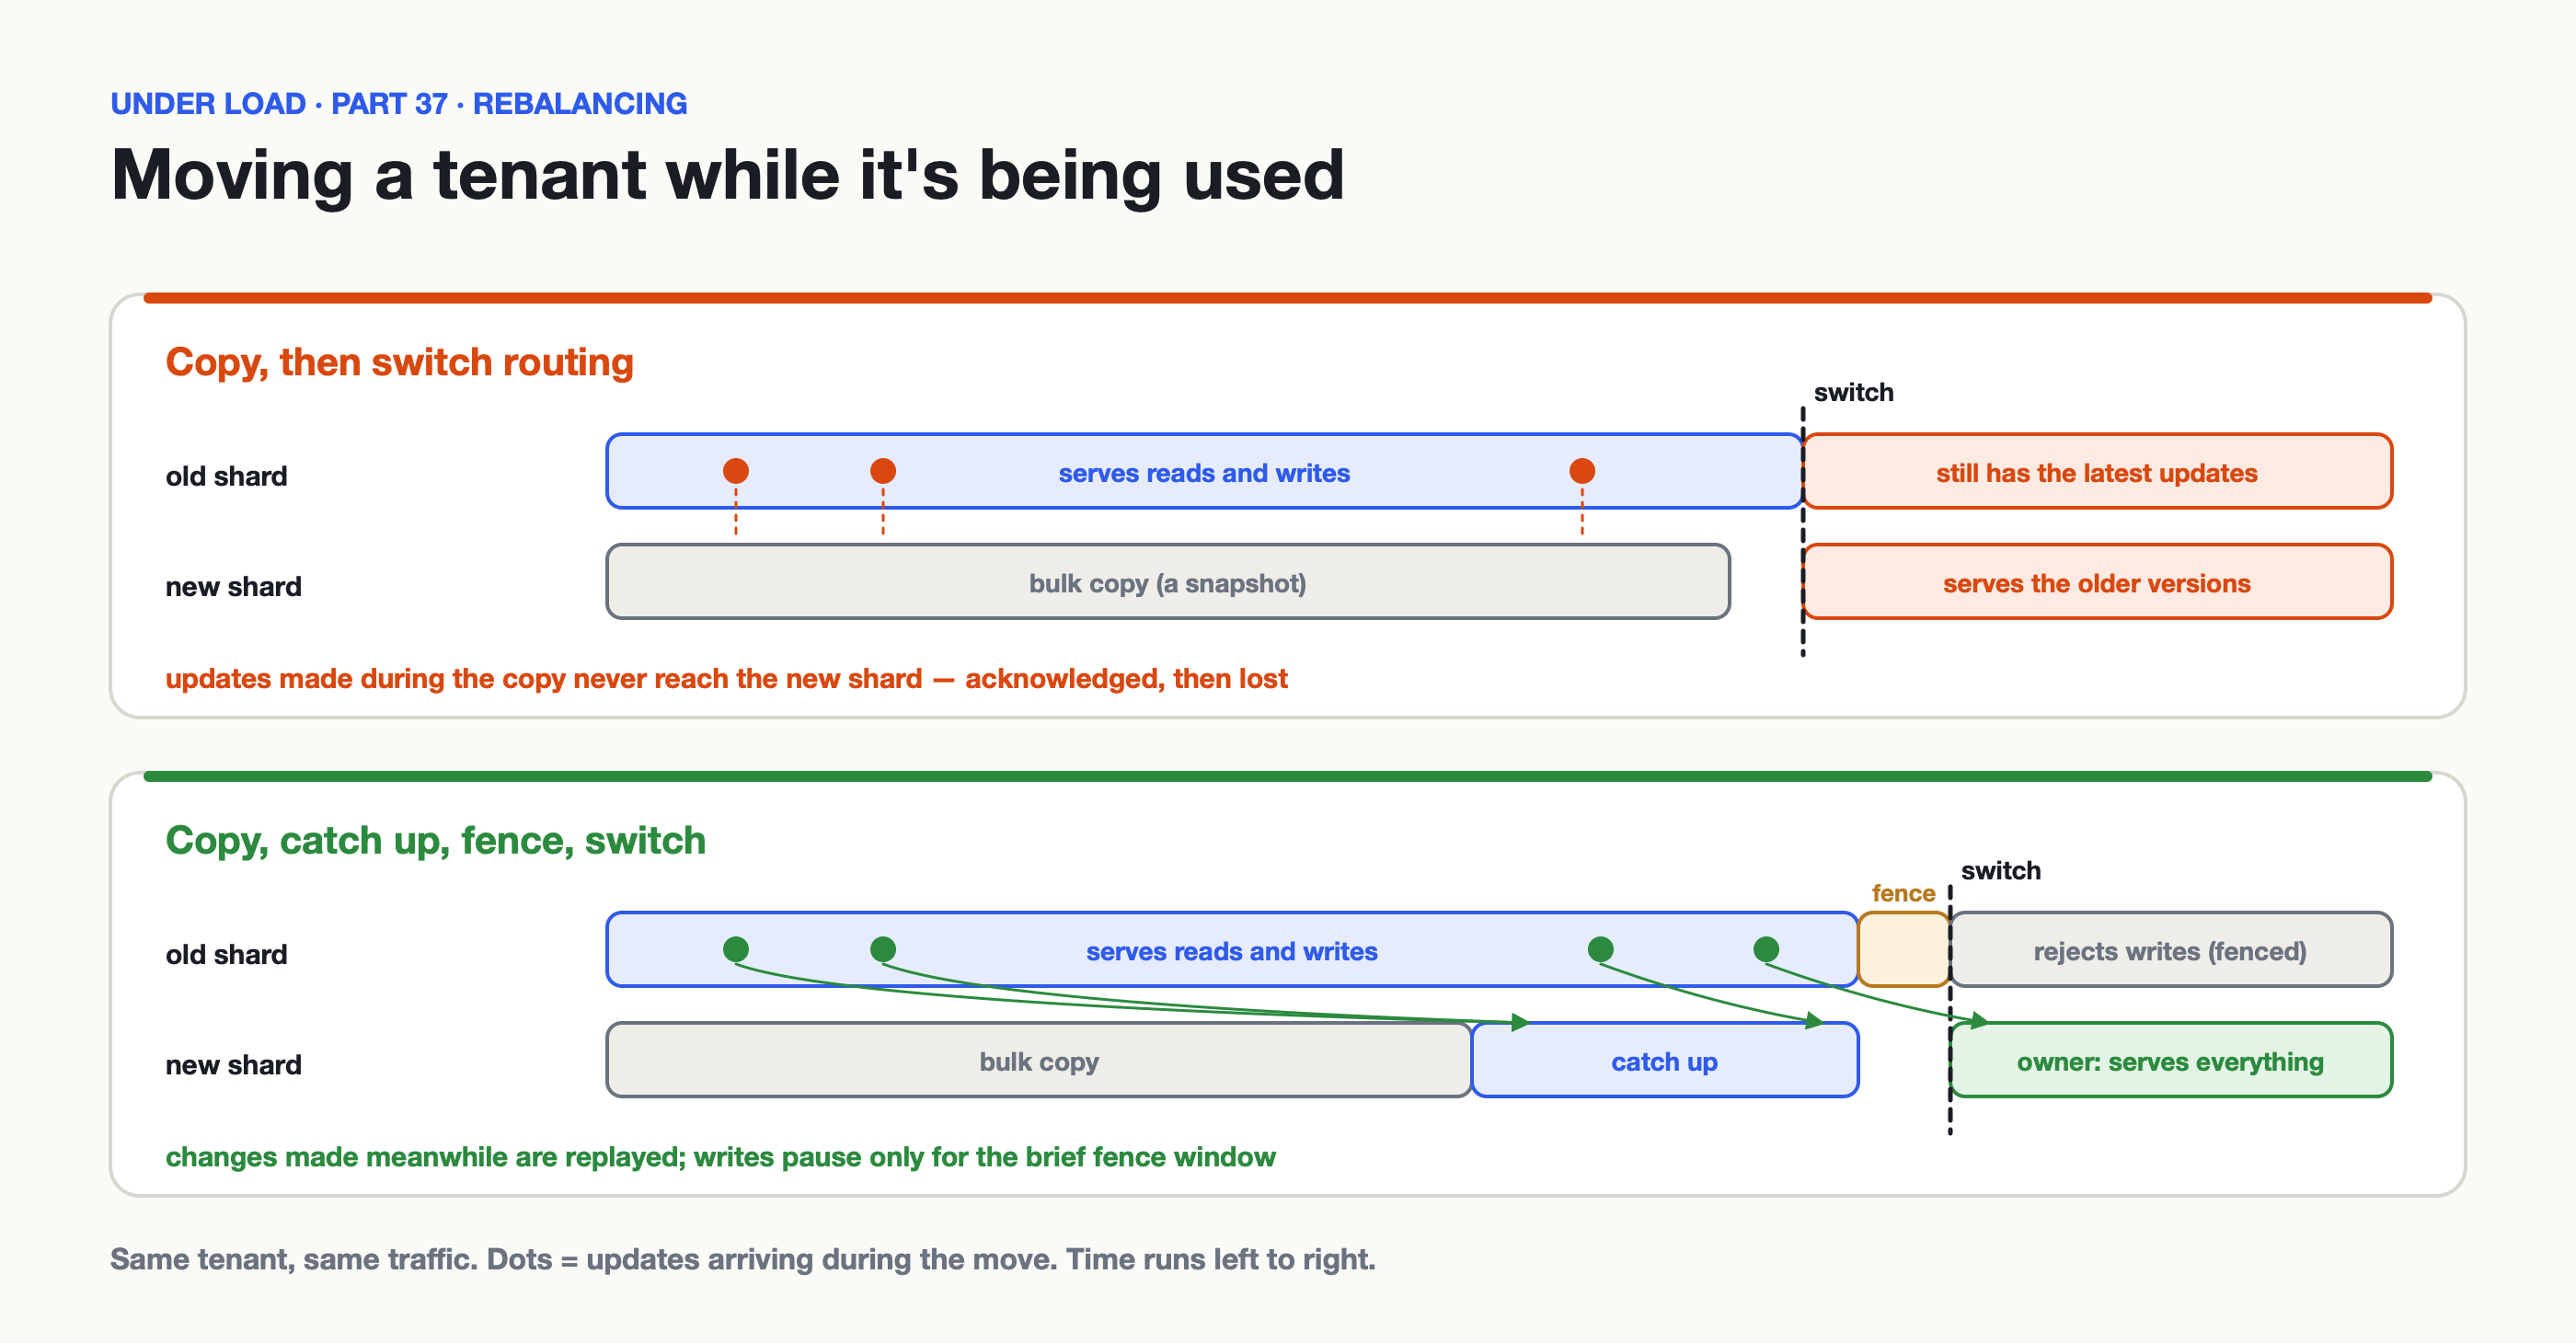 UNDER LOAD · PART 37 · REBALANCING
Moving a tenant while it's being used
Copy, then switch routing
switch
old shard
serves reads and writes
still has the latest updates
new shard
bulk copy (a snapshot)
serves the older versions
updates made during the copy never reach the new shard — acknowledged, then lost
Copy, catch up, fence, switch
switch
fence
old shard
serves reads and writes
rejects writes (fenced)
new shard
bulk copy
catch up
owner: serves everything
changes made meanwhile are replayed; writes pause only for the brief fence window
Same tenant, same traffic. Dots = updates arriving during the move. Time runs left to right.